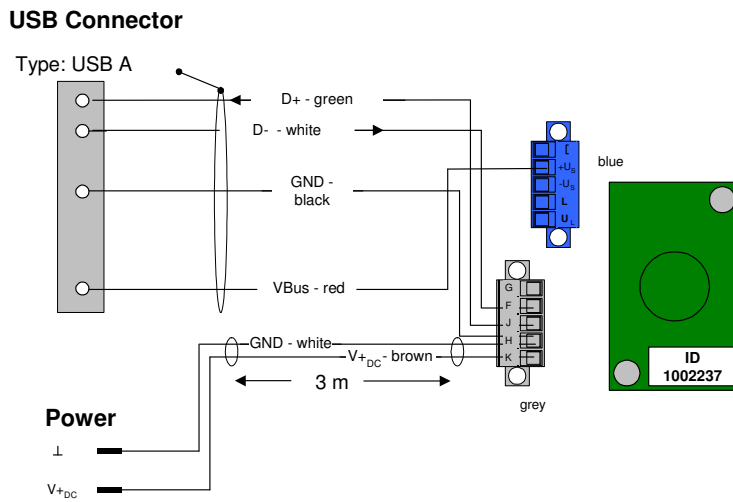 USB Connector
Type: USB A
D+ - green
D- - white
GND -
black
VBus - red
GND - white
V+DC - brown
3 m
Power
⊥
V+DC
[
+US
-US
L
UL
blue
G
F
J
H
K
grey
ID
1002237